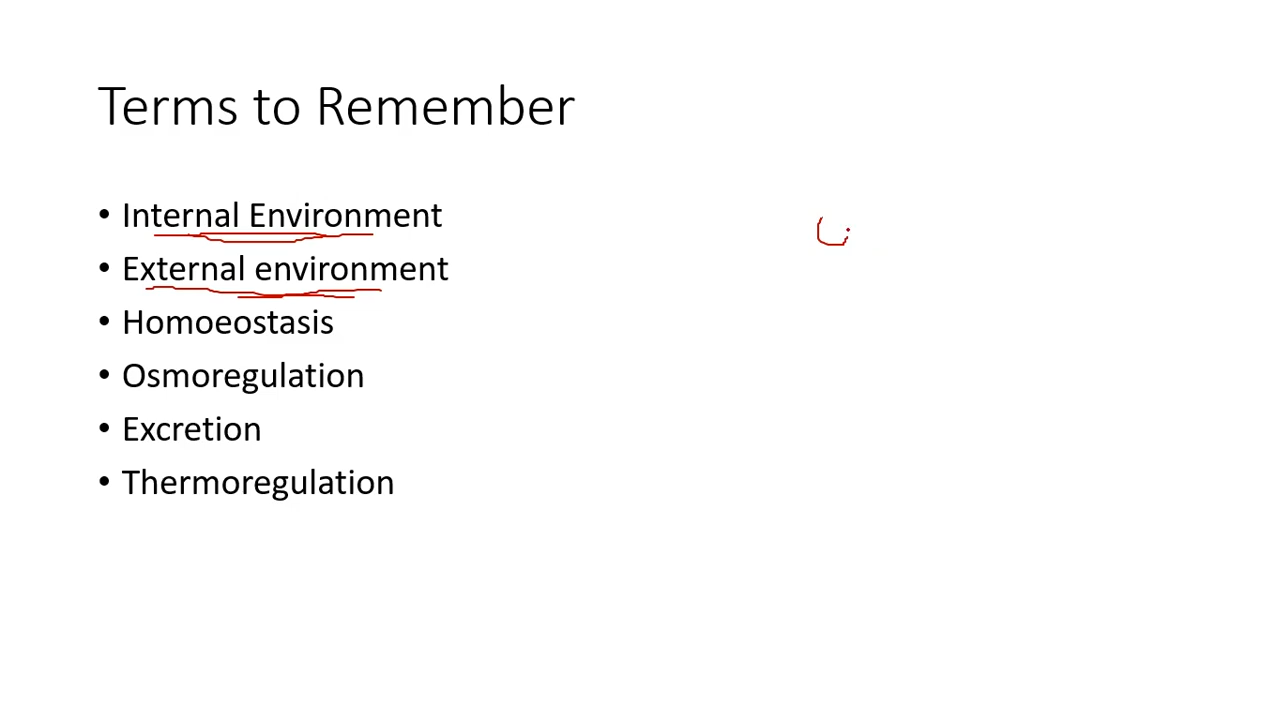 Terms to Remember
• Internal Environment
• External environment
• Homoeostasis
• Osmoregulation
• Excretion
• Thermoregulation